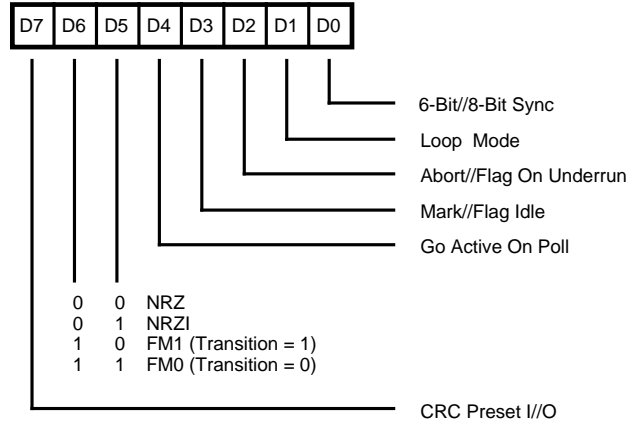 D7 D6 D5 D4 D3 D2 D1 D0
6-Bit//8-Bit Sync
Loop Mode
Abort//Flag On Underrun
Mark//Flag Idle
Go Active On Poll
0 0 NRZ
0 1 NRZI
1 0 FM1 (Transition = 1)
1 1 FM0 (Transition = 0)
CRC Preset I//O